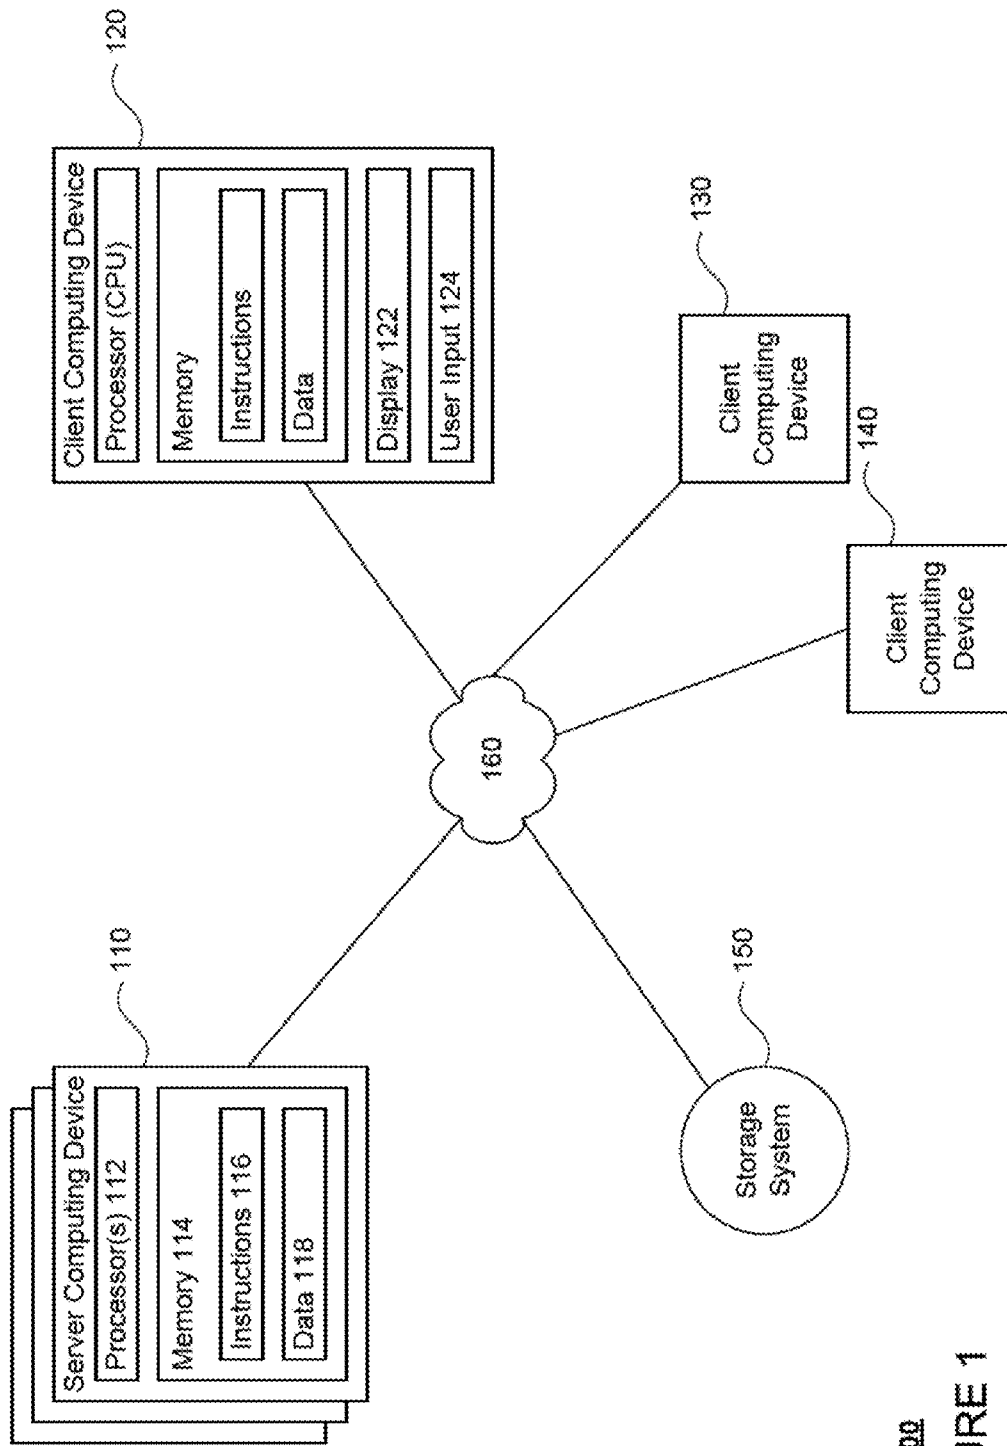 Server Computing Device
Processor(s) 112
Memory 114
Instructions 116
Data 118
110
Client Computing Device
Processor (CPU)
Memory
Instructions
Data
Display 122
User Input 124
120
160
Storage
System
150
Client
Computing
Device
140
Client
Computing
Device
130